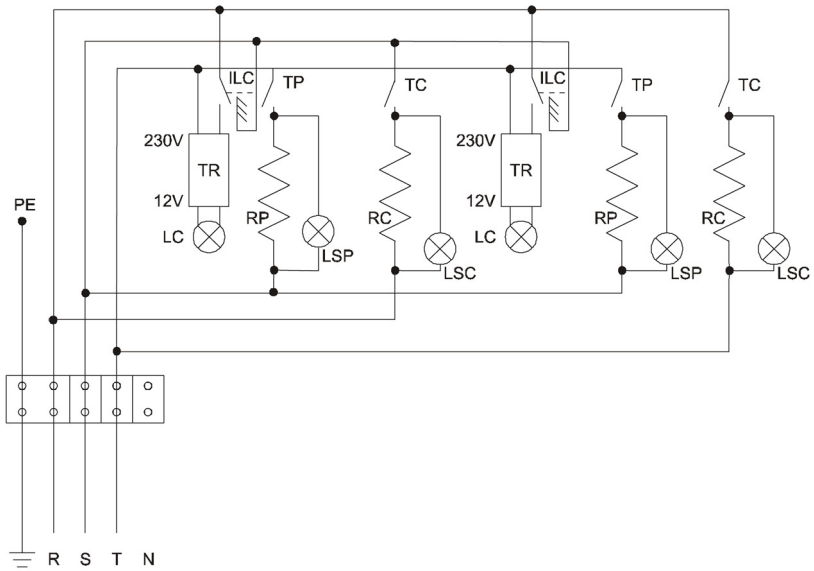 ILC TP TC ILC TP TC
230V 230V
TR TR
12V 12V
PE RP RC RP RC
LC LC
LSP LSC LSP LSC
R S T N